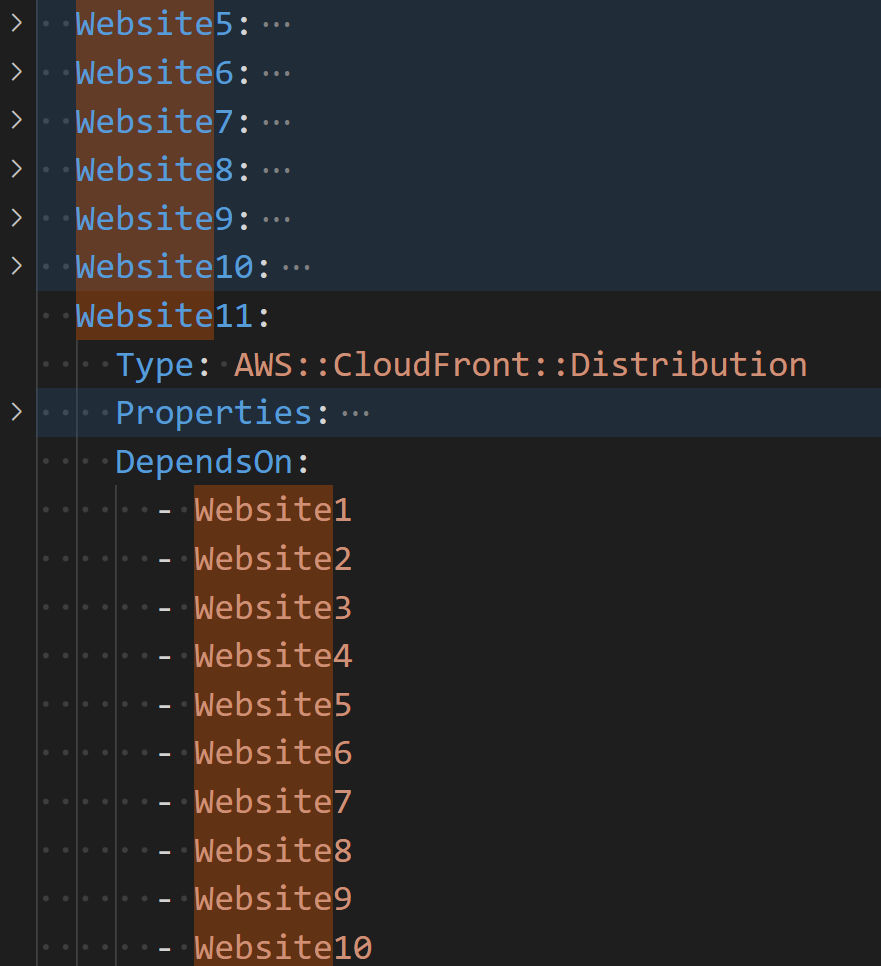 Website5: ...
Website6: ...
Website7: ...
Website8: ...
Website9: ...
Website10: ...
Website11:
Type: AWS::CloudFront::Distribution
Properties: ...
DependsOn:
- Website1
- Website2
- Website3
- Website4
- Website5
- Website6
- Website7
- Website8
- Website9
- Website10